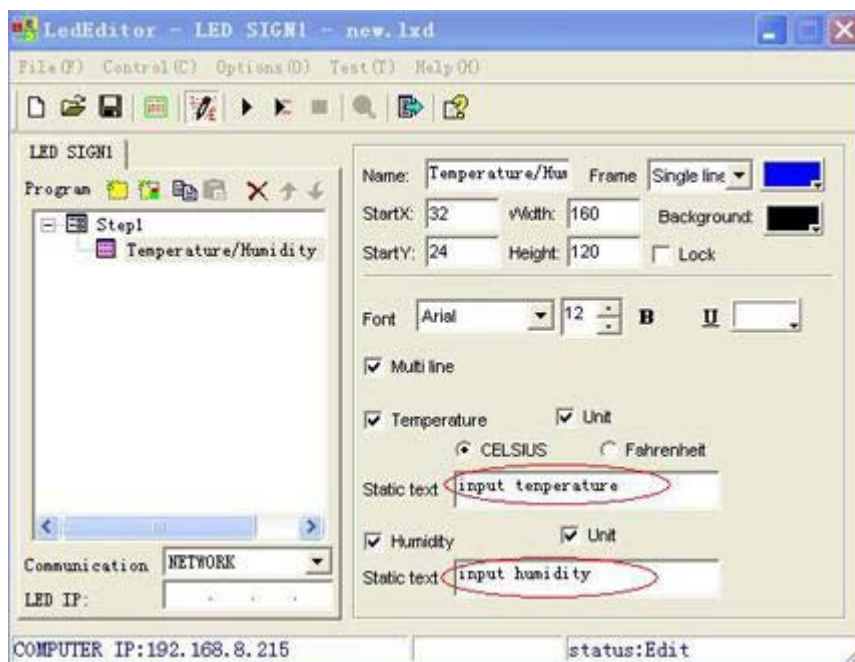 LedEditor - LED SIGN1 - new.lxd
File(F) Control(C) Options(O) Test(T) Help(H)
LED SIGN1
Program
Step1
Temperature/Humidity
Communication NETWORK
LED IP: . . .
Name: Temperature/Hum Frame Single line
StartX: 32 Width: 160 Background:
StartY: 24 Height: 120 Lock
Font Arial 12 B U
Multi line
Temperature Unit
CELSIUS Fahrenheit
Static text input temperature
Humidity Unit
Static text input humidity
COMPUTER IP:192.168.8.215 status:Edit